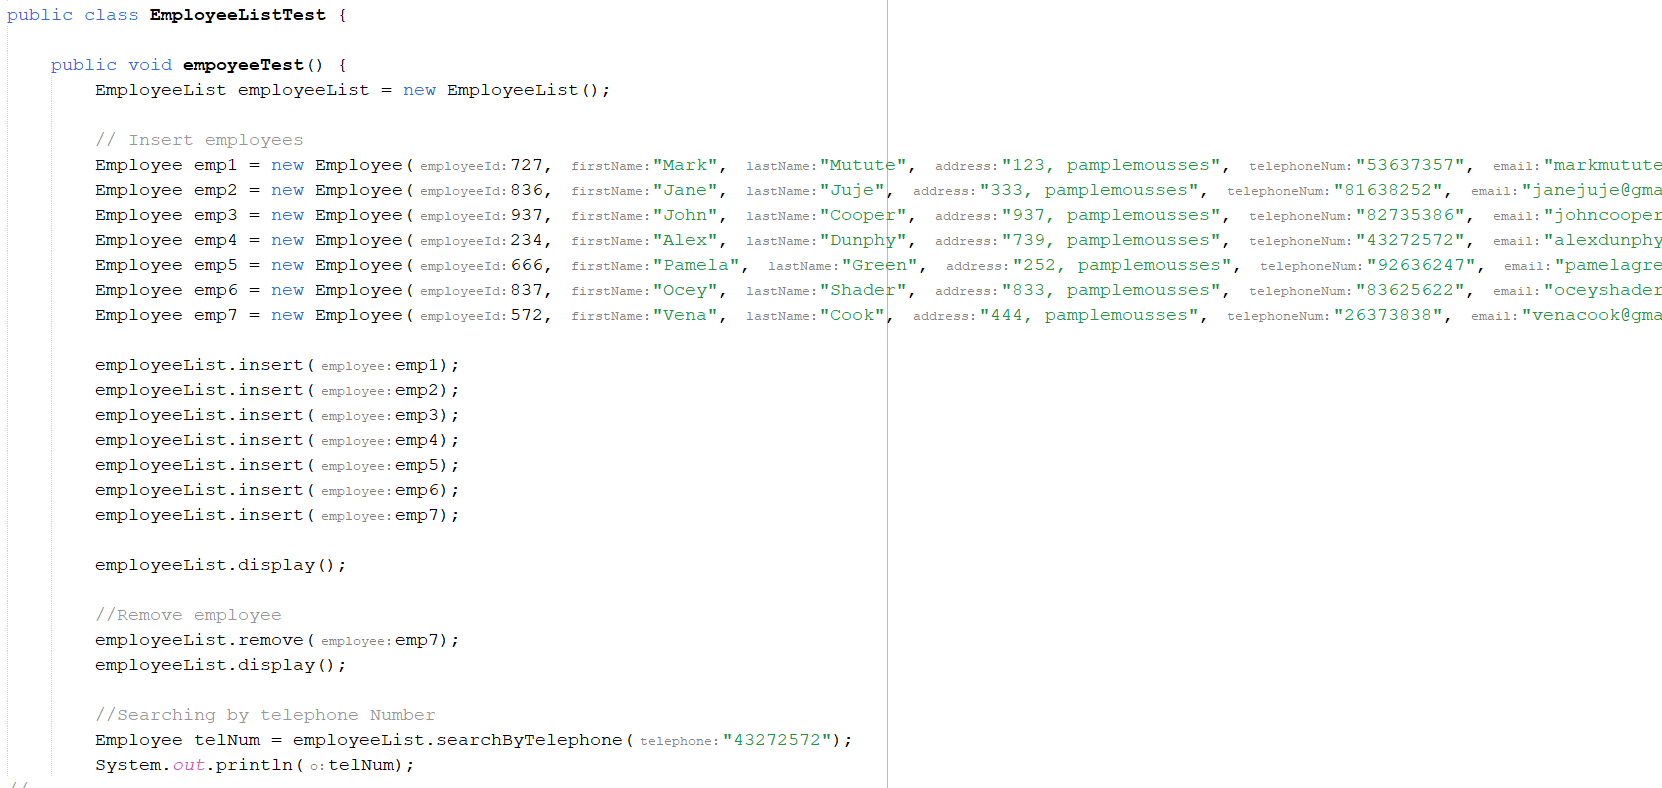 public class EmployeeListTest {
public void empoyeeTest() {
EmployeeList employeeList = new EmployeeList();
// Insert employees
Employee emp1 = new Employee( employeeId: 727, firstName: "Mark", lastName: "Mutute", address: "123, pamplemousses", telephoneNum: "53637357", email: "markmutute
Employee emp2 = new Employee( employeeId: 836, firstName: "Jane", lastName: "Juje", address: "333, pamplemousses", telephoneNum: "81638252", email: "janejuje@gma
Employee emp3 = new Employee( employeeId: 937, firstName: "John", lastName: "Cooper", address: "937, pamplemousses", telephoneNum: "82735386", email: "johncooper
Employee emp4 = new Employee( employeeId: 234, firstName: "Alex", lastName: "Dunphy", address: "739, pamplemousses", telephoneNum: "43272572", email: "alexdunphy
Employee emp5 = new Employee( employeeId: 666, firstName: "Pamela", lastName: "Green", address: "252, pamplemousses", telephoneNum: "92636247", email: "pamelagre
Employee emp6 = new Employee( employeeId: 837, firstName: "Ocey", lastName: "Shader", address: "833, pamplemousses", telephoneNum: "83625622", email: "oceyshader
Employee emp7 = new Employee( employeeId: 572, firstName: "Vena", lastName: "Cook", address: "444, pamplemousses", telephoneNum: "26373838", email: "venacook@gma
employeeList.insert( employee: emp1);
employeeList.insert( employee: emp2);
employeeList.insert( employee: emp3);
employeeList.insert( employee: emp4);
employeeList.insert( employee: emp5);
employeeList.insert( employee: emp6);
employeeList.insert( employee: emp7);
employeeList.display();
//Remove employee
employeeList.remove( employee: emp7);
employeeList.display();
//Searching by telephone Number
Employee telNum = employeeList.searchByTelephone( telephone: "43272572");
System.out.println( o: telNum);
//